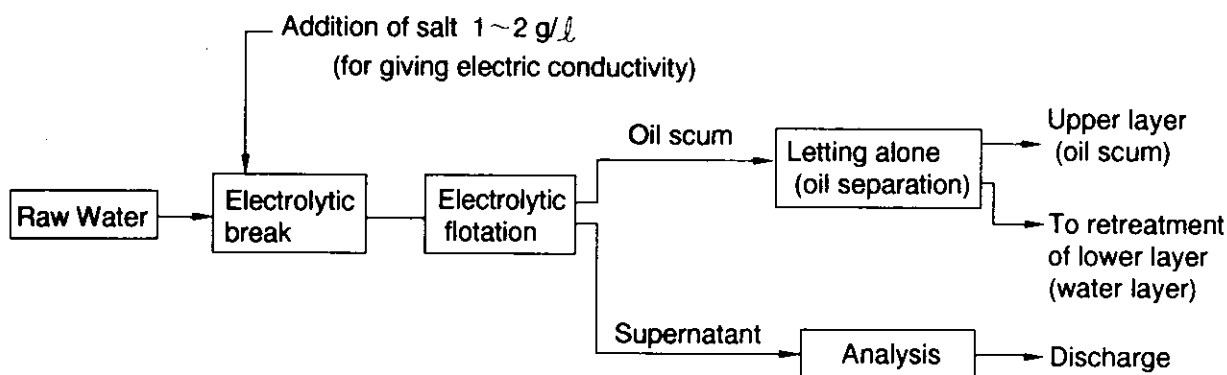 Addition of salt 1~2 g/ℓ
(for giving electric conductivity)
Raw Water
Electrolytic
break
Electrolytic
flotation
Oil scum
Letting alone
(oil separation)
Upper layer
(oil scum)
To retreatment
of lower layer
(water layer)
Supernatant
Analysis
Discharge